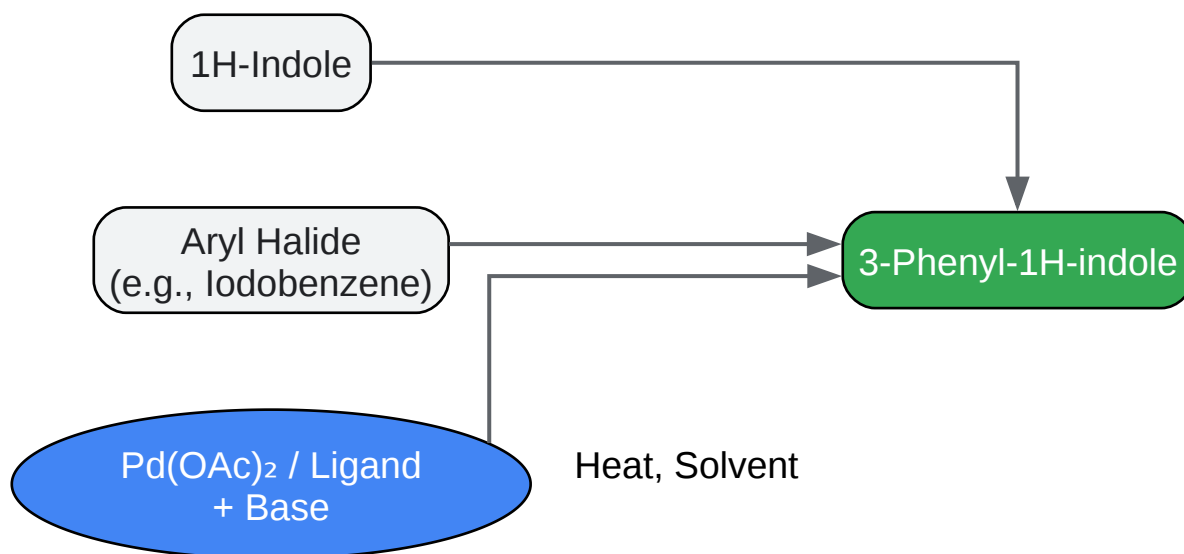 1H-Indole
Aryl Halide
(e.g., Iodobenzene)
3-Phenyl-1H-indole
Pd(OAc)₂ / Ligand
+ Base
Heat, Solvent